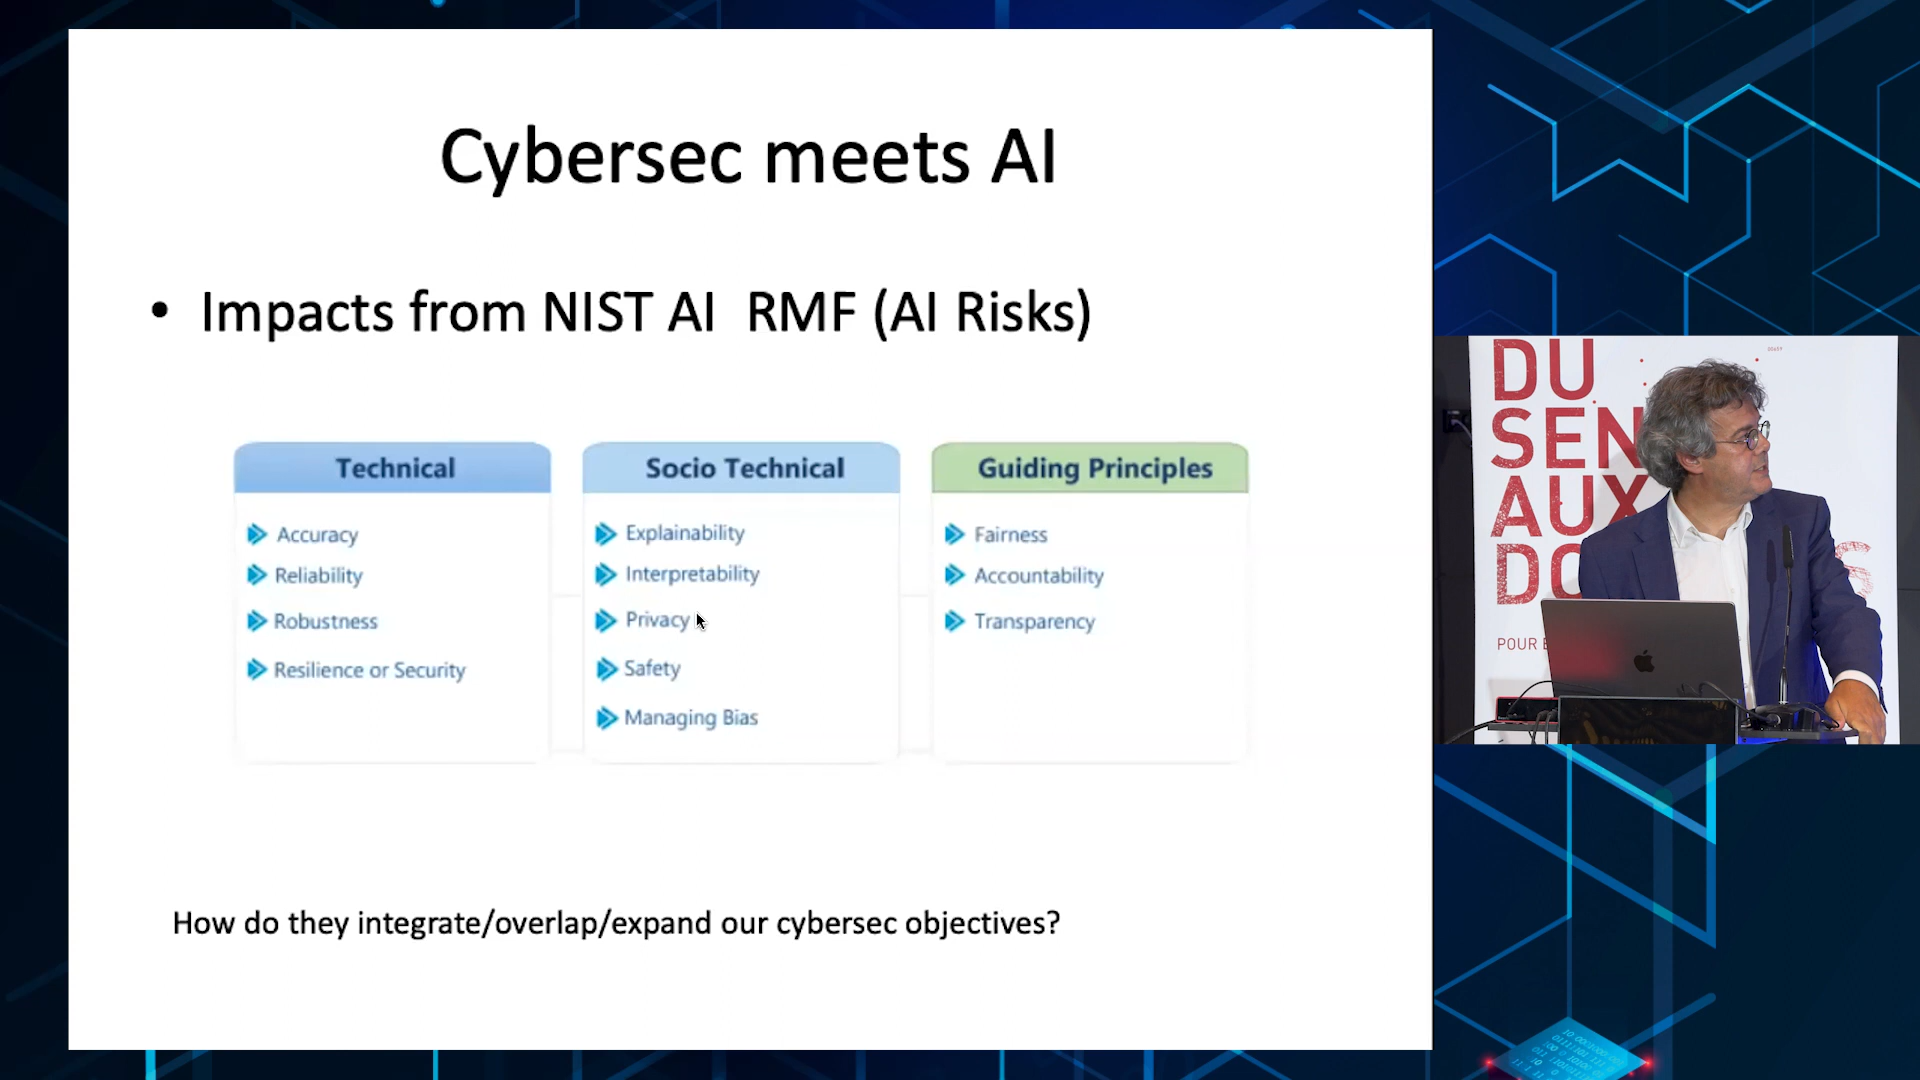 Cybersec meets AI
• Impacts from NIST AI RMF (AI Risks)
Technical
Accuracy
Reliability
Robustness
Resilience or Security
Socio Technical
Explainability
Interpretability
Privacy
Safety
Managing Bias
Guiding Principles
Fairness
Accountability
Transparency
How do they integrate/overlap/expand our cybersec objectives?
DU
SEN
AUX
POUR